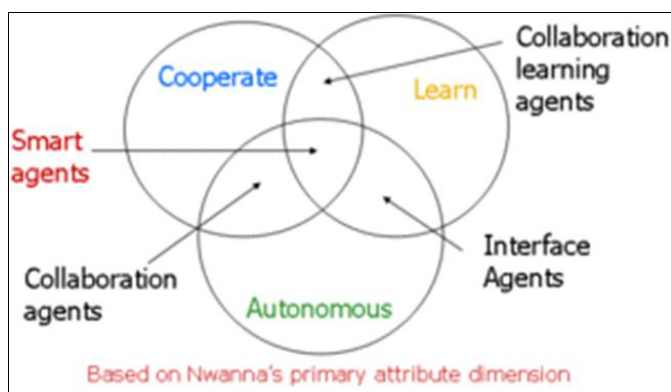 Cooperate
Learn
Collaboration
learning
agents
Smart
agents
Collaboration
agents
Interface
Agents
Autonomous
Based on Nwanna's primary attribute dimension